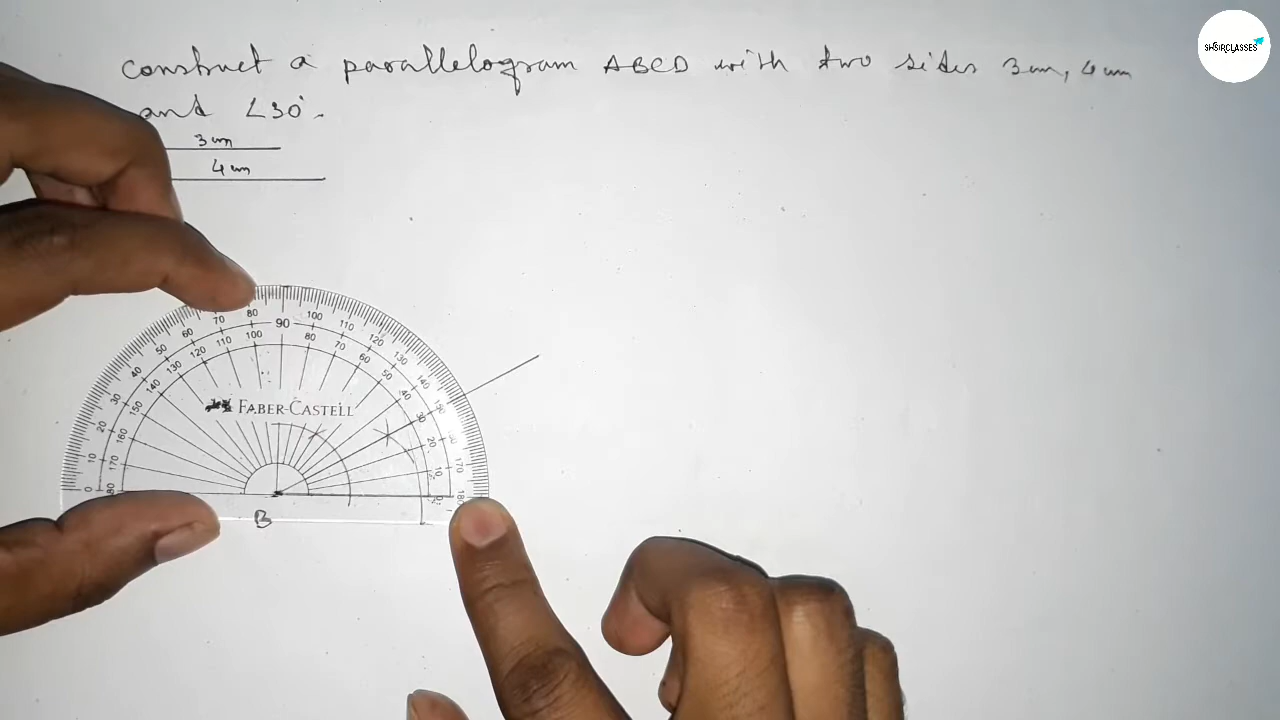 construct a parallelogram ABCD with two sides 3cm, 4cm
and ∠30°.
3cm
4cm
SHSIRCLASSES
FABER-CASTELL
B